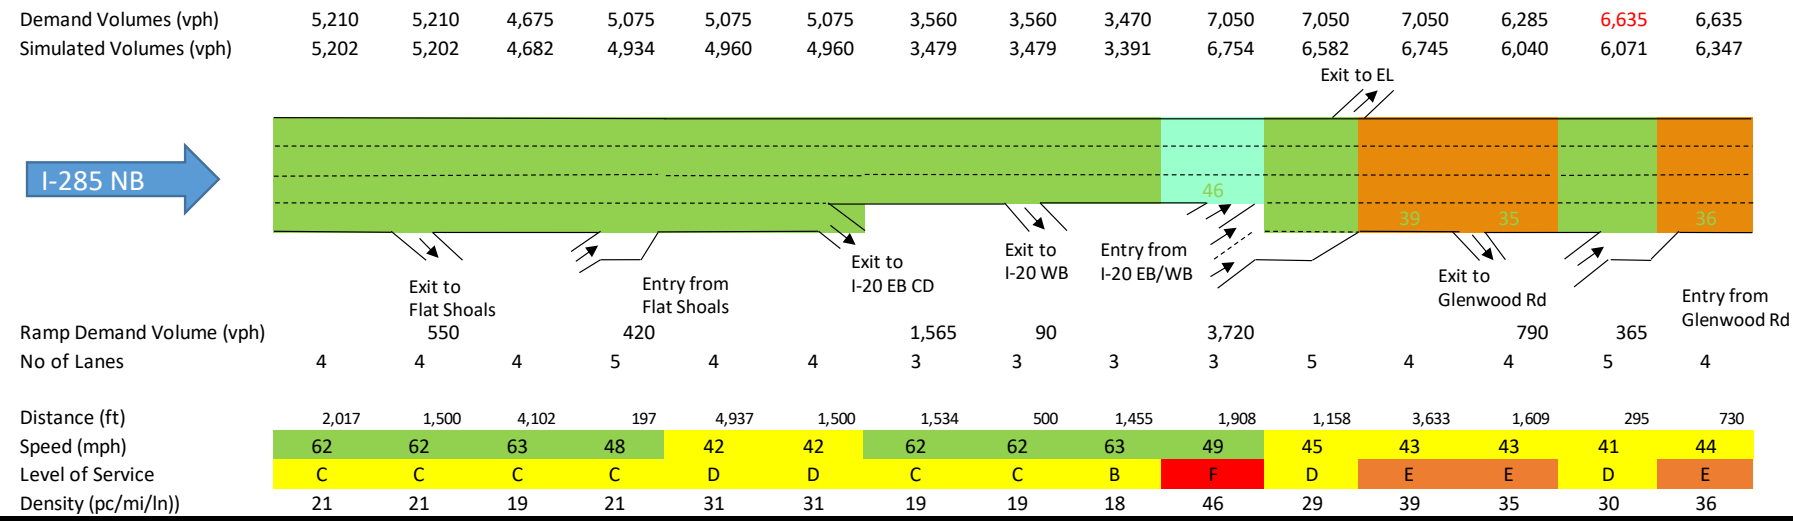 Demand Volumes (vph) 5,210 5,210 4,675 5,075 5,075 5,075 3,560 3,560 3,470 7,050 7,050 7,050 6,285 6,635 6,635
Simulated Volumes (vph) 5,202 5,202 4,682 4,934 4,960 4,960 3,479 3,479 3,391 6,754 6,582 6,745 6,040 6,071 6,347
Exit to EL
I-285 NB
46
39 35 36
Exit to
Flat Shoals
Entry from
Flat Shoals
Exit to
I-20 EB CD
Exit to
I-20 WB
Entry from
I-20 EB/WB
Exit to
Glenwood Rd
Entry from
Glenwood Rd
Ramp Demand Volume (vph) 550 420 1,565 90 3,720 790 365
No of Lanes 4 4 4 5 4 4 3 3 3 3 5 4 4 5 4
Distance (ft) 2,017 1,500 4,102 197 4,937 1,500 1,534 500 1,455 1,908 1,158 3,633 1,609 295 730
Speed (mph) 62 62 63 48 42 42 62 62 63 49 45 43 43 41 44
Level of Service C C C C D D C C B F D E E D E
Density (pc/mi/ln)) 21 21 19 21 31 31 19 19 18 46 29 39 35 30 36